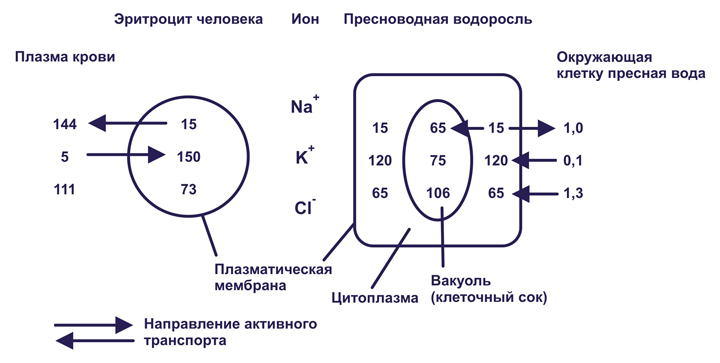 Эритроцит человека Ион Пресноводная водоросль
Плазма крови
Окружающая
клетку пресная вода
Na+
144 15 15 65 15 1,0
5 150 K+ 120 75 120 0,1
111 73 65 106 65 1,3
Cl-
Плазматическая
мембрана
Цитоплазма
Вакуоль
(клеточный сок)
Направление активного
транспорта